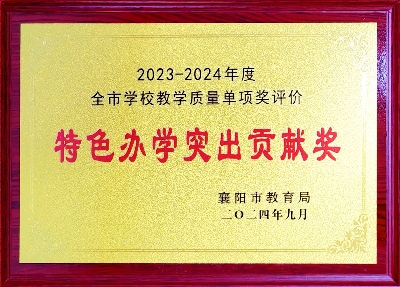 2023-2024年度
全市学校教学质量单项奖评价
特色办学突出贡献奖
襄阳市教育局
二〇二四年九月